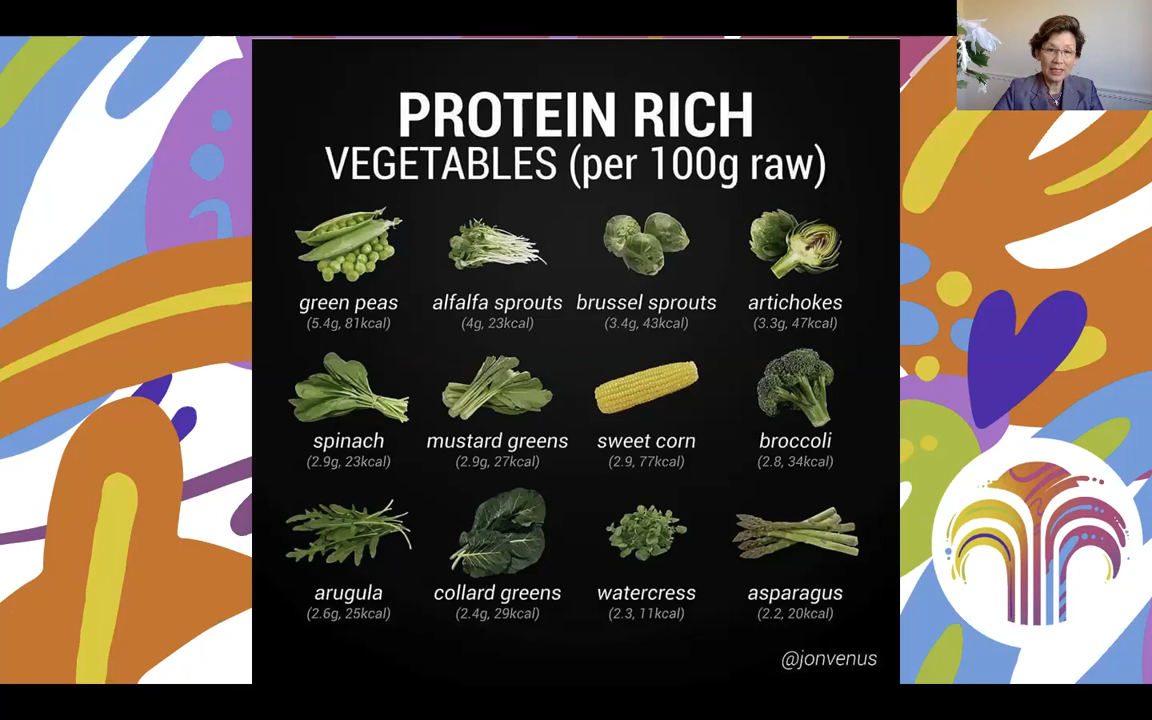 PROTEIN RICH
VEGETABLES (per 100g raw)
green peas
(5.4g, 81kcal)
alfalfa sprouts
(4g, 23kcal)
brussel sprouts
(3.4g, 43kcal)
artichokes
(3.3g, 47kcal)
spinach
(2.9g, 23kcal)
mustard greens
(2.9g, 27kcal)
sweet corn
(2.9, 77kcal)
broccoli
(2.8, 34kcal)
arugula
(2.6g, 25kcal)
collard greens
(2.4g, 29kcal)
watercress
(2.3, 11kcal)
asparagus
(2.2, 20kcal)
@jonvenus